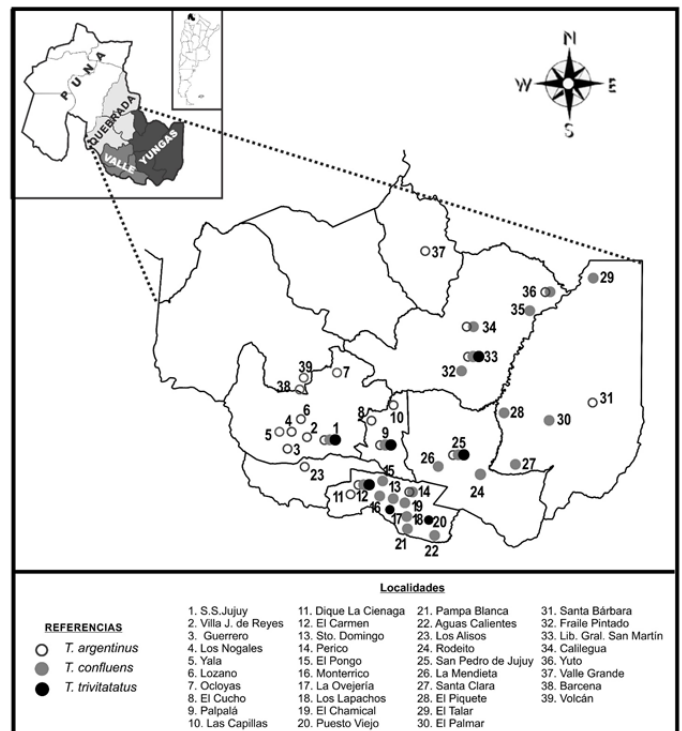 PUNA
QUEBRADA
VALLE
YUNGAS
N
W E
S
37
36
29
35
34
33
32
39
7
38
31
10
8
28
30
6
4
2
1
9
5
3
25
26
27
23
24
15
13
14
11
12
16
19
17
18
20
21
22
Localidades
REFERENCIAS
T. argentinus
T. confluens
T. trivitatatus
1. S.S.Jujuy
2. Villa J. de Reyes
3. Guerrero
4. Los Nogales
5. Yala
6. Lozano
7. Ocloyas
8. El Cucho
9. Palpalá
10. Las Capillas
11. Dique La Cienaga
12. El Carmen
13. Sto. Domingo
14. Perico
15. El Pongo
16. Monterrico
17. La Ovejería
18. Los Lapachos
19. El Chamical
20. Puesto Viejo
21. Pampa Blanca
22. Aguas Calientes
23. Los Alisos
24. Rodeito
25. San Pedro de Jujuy
26. La Mendieta
27. Santa Clara
28. El Piquete
29. El Talar
30. El Palmar
31. Santa Bárbara
32. Fraile Pintado
33. Lib. Gral. San Martín
34. Calilegua
36. Yuto
37. Valle Grande
38. Barcena
39. Volcán